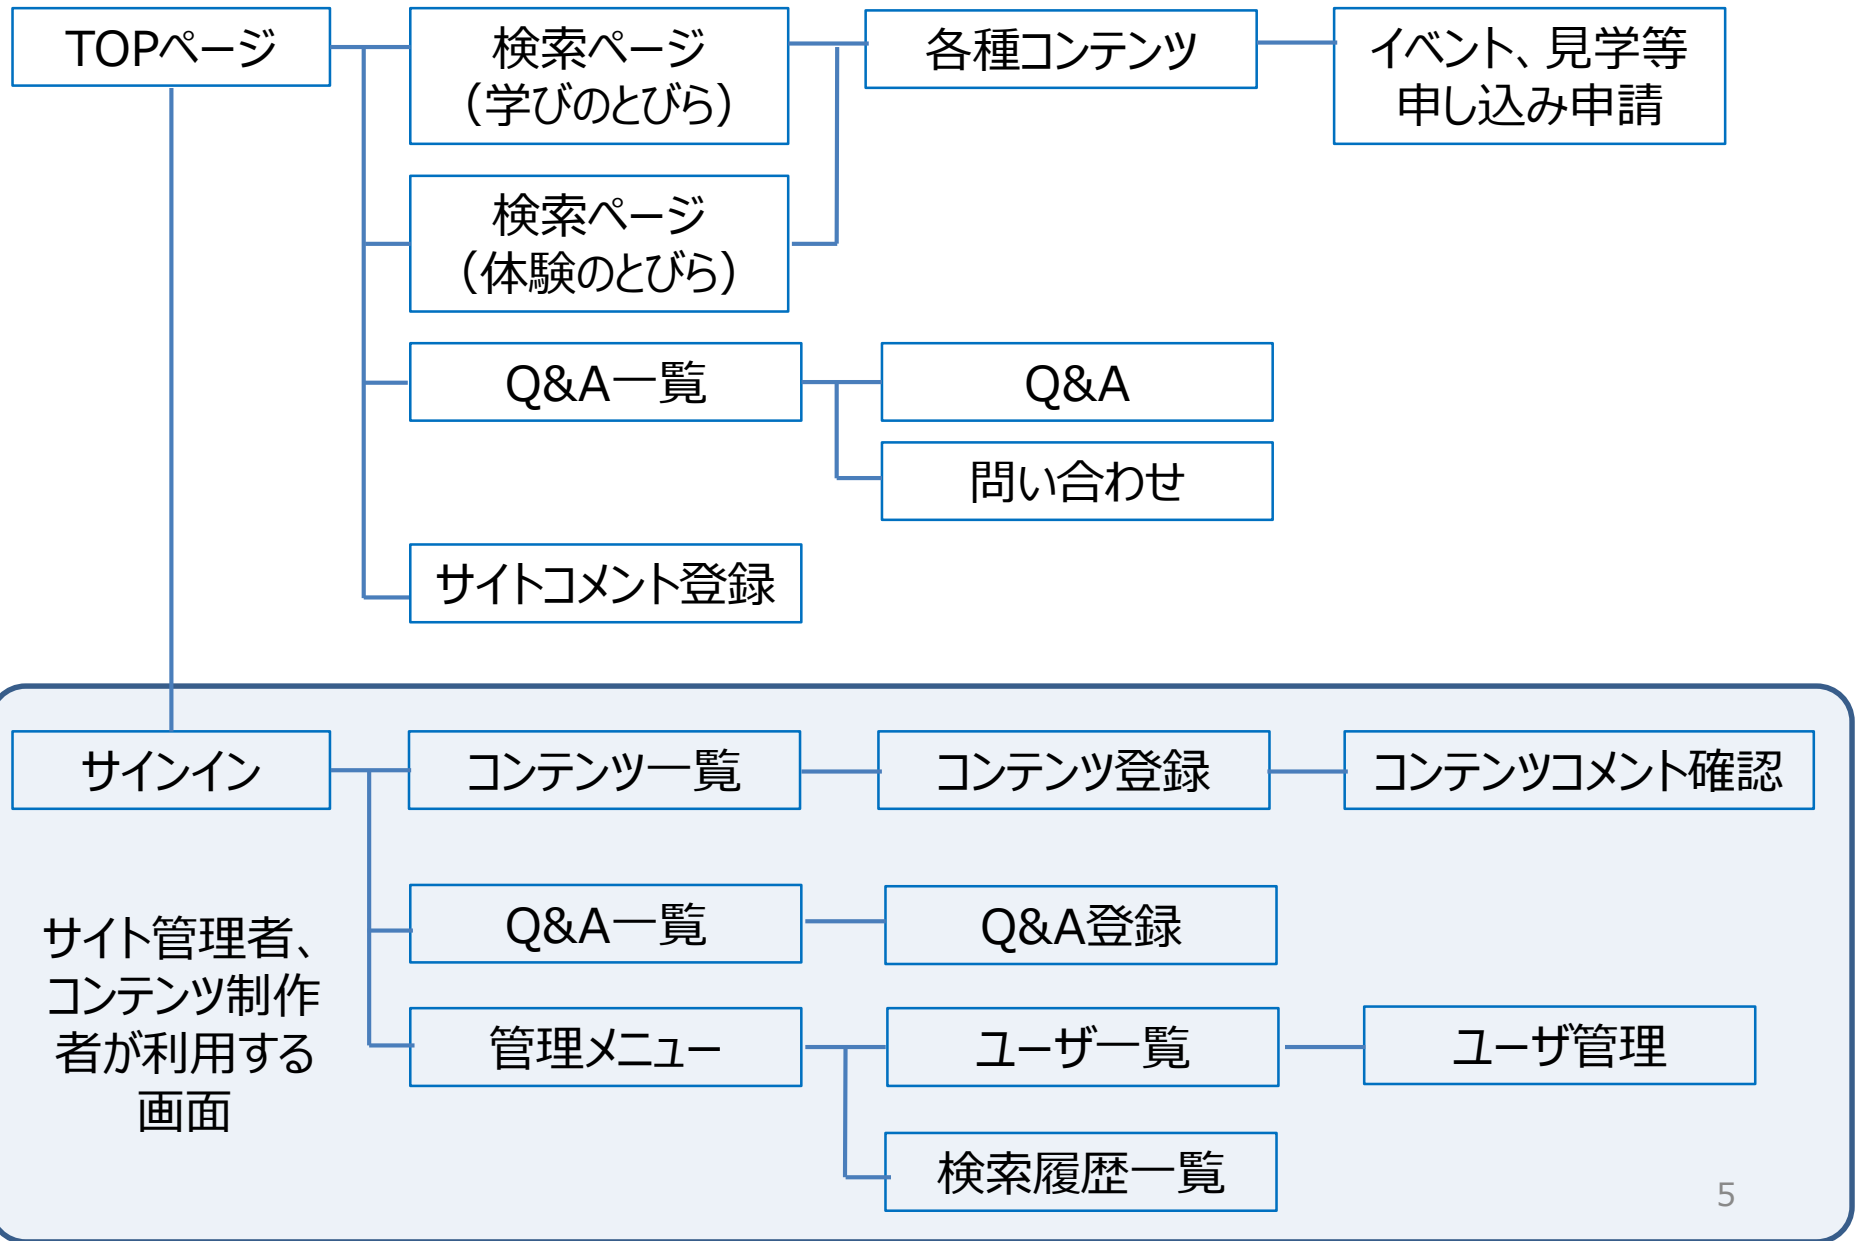 TOPページ
検索ページ
（学びのとびら）
各種コンテンツ
イベント、見学等
申し込み申請
検索ページ
（体験のとびら）
Q&A一覧
Q&A
問い合わせ
サイトコメント登録
サインイン
コンテンツ一覧
コンテンツ登録
コンテンツコメント確認
サイト管理者、
コンテンツ制作
者が利用する
画面
Q&A一覧
Q&A登録
管理メニュー
ユーザ一覧
ユーザ管理
検索履歴一覧
5